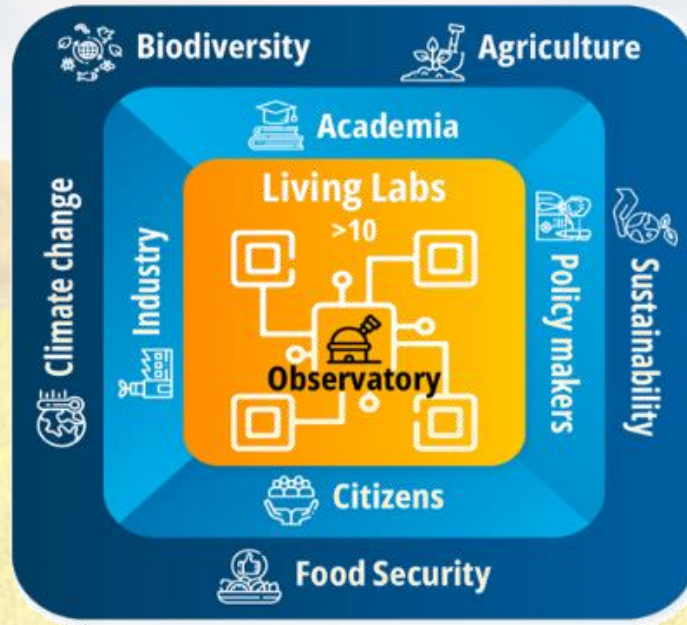 Biodiversity
Agriculture
Academia
Living Labs
>10
Climate change
Industry
Policy makers
Sustainability
Observatory
Citizens
Food Security